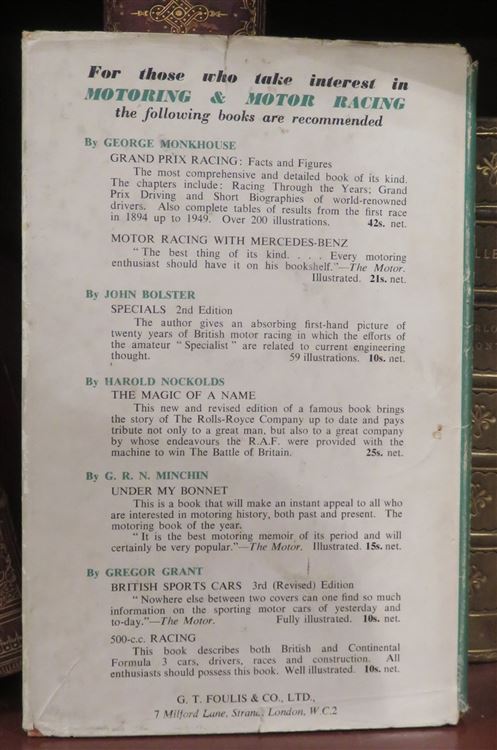 For those who take interest in
MOTORING & MOTOR RACING
the following books are recommended
By GEORGE MONKHOUSE
GRAND PRIX RACING: Facts and Figures
The most comprehensive and detailed book of its kind.
The chapters include: Racing Through the Years; Grand
Prix Driving and Short Biographies of world-renowned
drivers. Also complete tables of results from the first race
in 1894 up to 1949. Over 200 illustrations. 42s. net.
MOTOR RACING WITH MERCEDES-BENZ
"The best thing of its kind. . . . Every motoring
enthusiast should have it on his bookshelf."—The Motor.
Illustrated. 21s. net.
By JOHN BOLSTER
SPECIALS 2nd Edition
The author gives an absorbing first-hand picture of
twenty years of British motor racing in which the efforts of
the amateur "Specialist" are related to current engineering
thought. 59 illustrations. 10s. net.
By HAROLD NOCKOLDS
THE MAGIC OF A NAME
This new and revised edition of a famous book brings
the story of The Rolls-Royce Company up to date and pays
tribute not only to a great man, but also to a great company
by whose endeavours the R.A.F. were provided with the
machine to win The Battle of Britain. 25s. net.
By G. R. N. MINCHIN
UNDER MY BONNET
This is a book that will make an instant appeal to all who
are interested in motoring history, both past and present. The
motoring book of the year.
"It is the best motoring memoir of its period and will
certainly be very popular."—The Motor. Illustrated. 15s. net.
By GREGOR GRANT
BRITISH SPORTS CARS 3rd (Revised) Edition
"Nowhere else between two covers can one find so much
information on the sporting motor cars of yesterday and
to-day."—The Motor. Fully illustrated. 10s. net.
500-c.c. RACING
This book describes both British and Continental
Formula 3 cars, drivers, races and construction. All
enthusiasts should possess this book. Well illustrated. 10s. net.
G. T. FOULIS & CO., LTD.,
7 Milford Lane, Strand, London, W.C.2